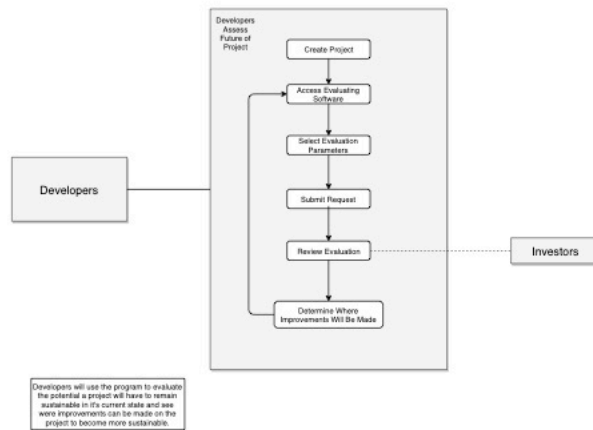 Developers
Assess
Future of
Project
Create Project
Access Evaluating
Software
Select Evaluation
Parameters
Developers
Submit Request
Review Evaluation
Investors
Determine Where
Improvements Will Be Made
Developers will use the program to evaluate
the potential a project will have to remain
sustainable in it's current state and see
were improvements can be made on the
project to become more sustainable.